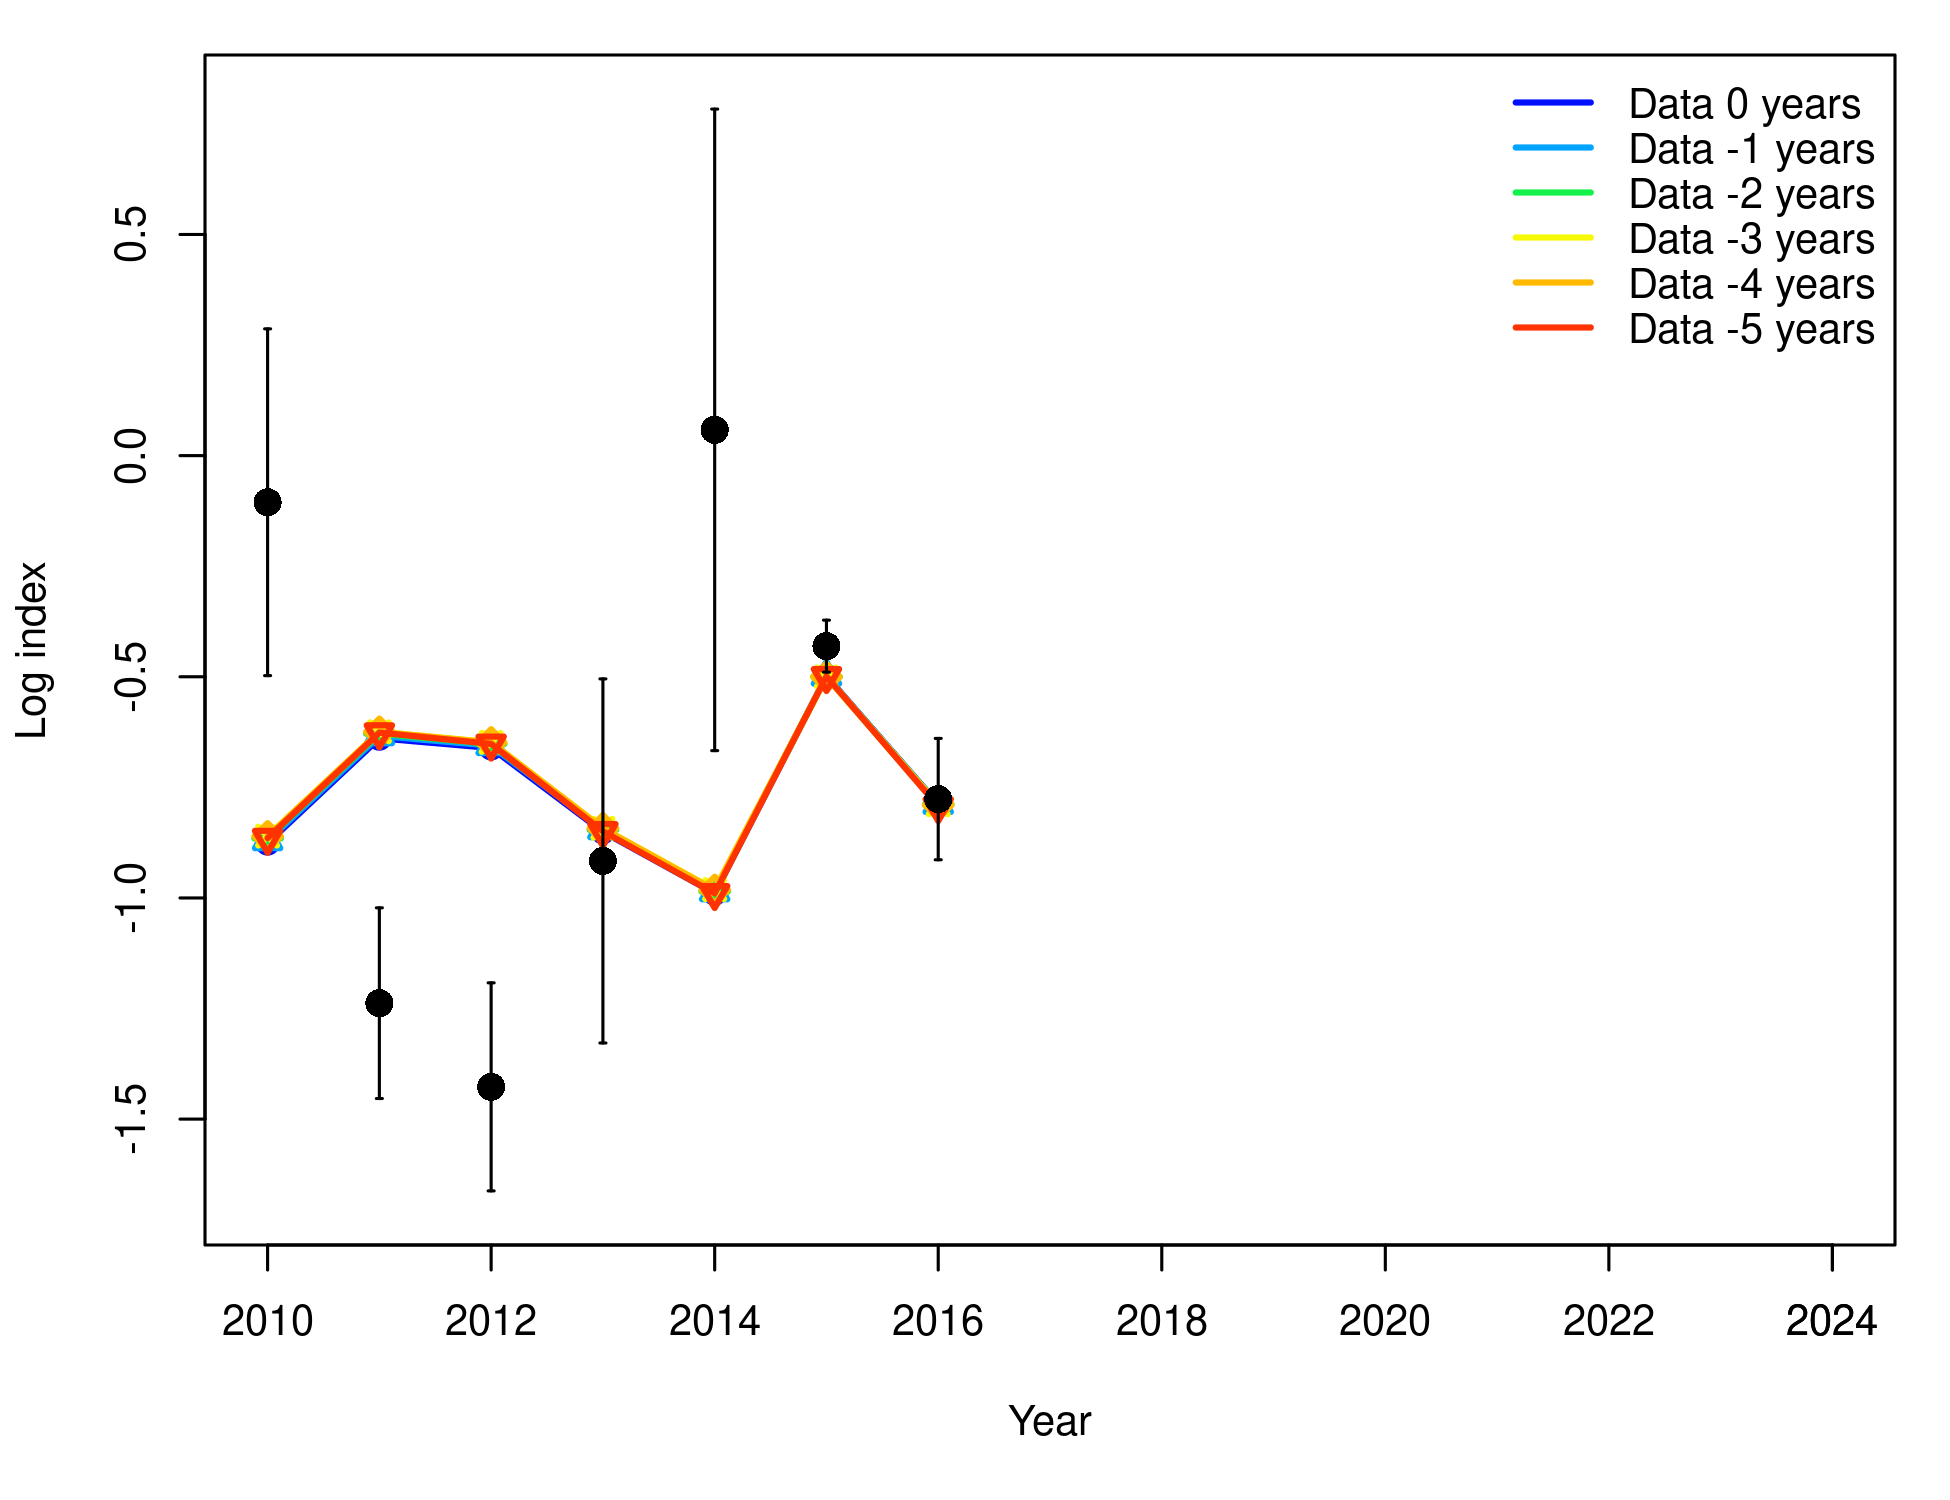 Data 0 years
Data -1 years
Data -2 years
Data -3 years
Data -4 years
Data -5 years
0.5
0.0
-0.5
-1.0
-1.5
Log index
2010 2012 2014 2016 2018 2020 2022 2024
Year